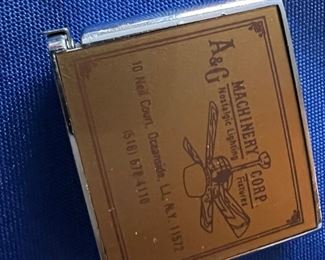 A&G
MACHINERY CORP.
Nostalgic Lighting
Fixtures
10 Neil Court, Oceanside, L.I., N.Y. 11572
(516) 678-4110